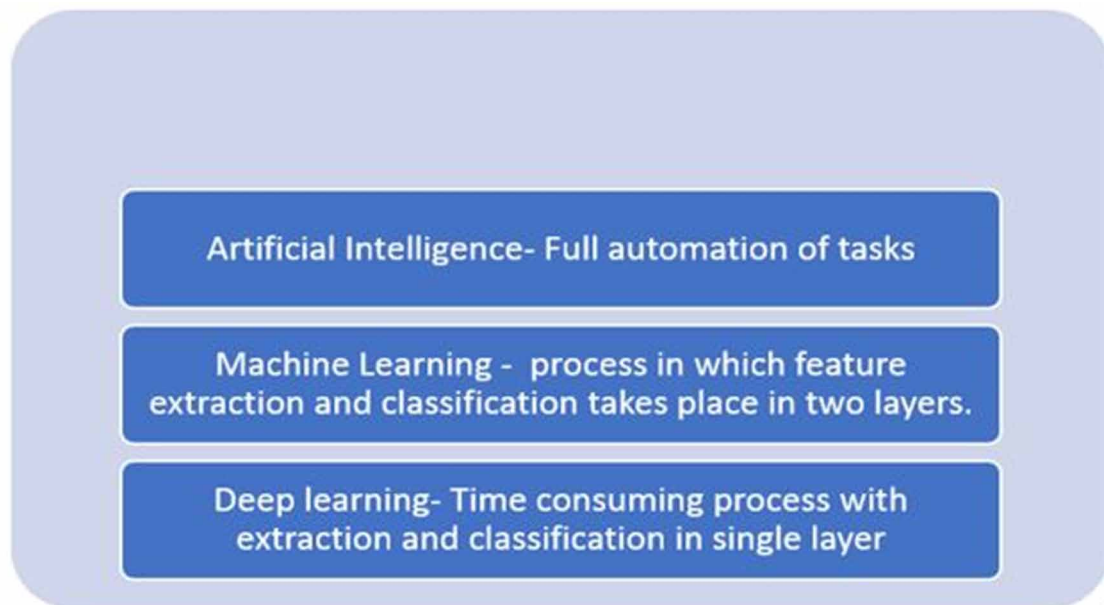 Artificial Intelligence- Full automation of tasks
Machine Learning -  process in which feature
extraction and classification takes place in two layers.
Deep learning- Time consuming process with
extraction and classification in single layer